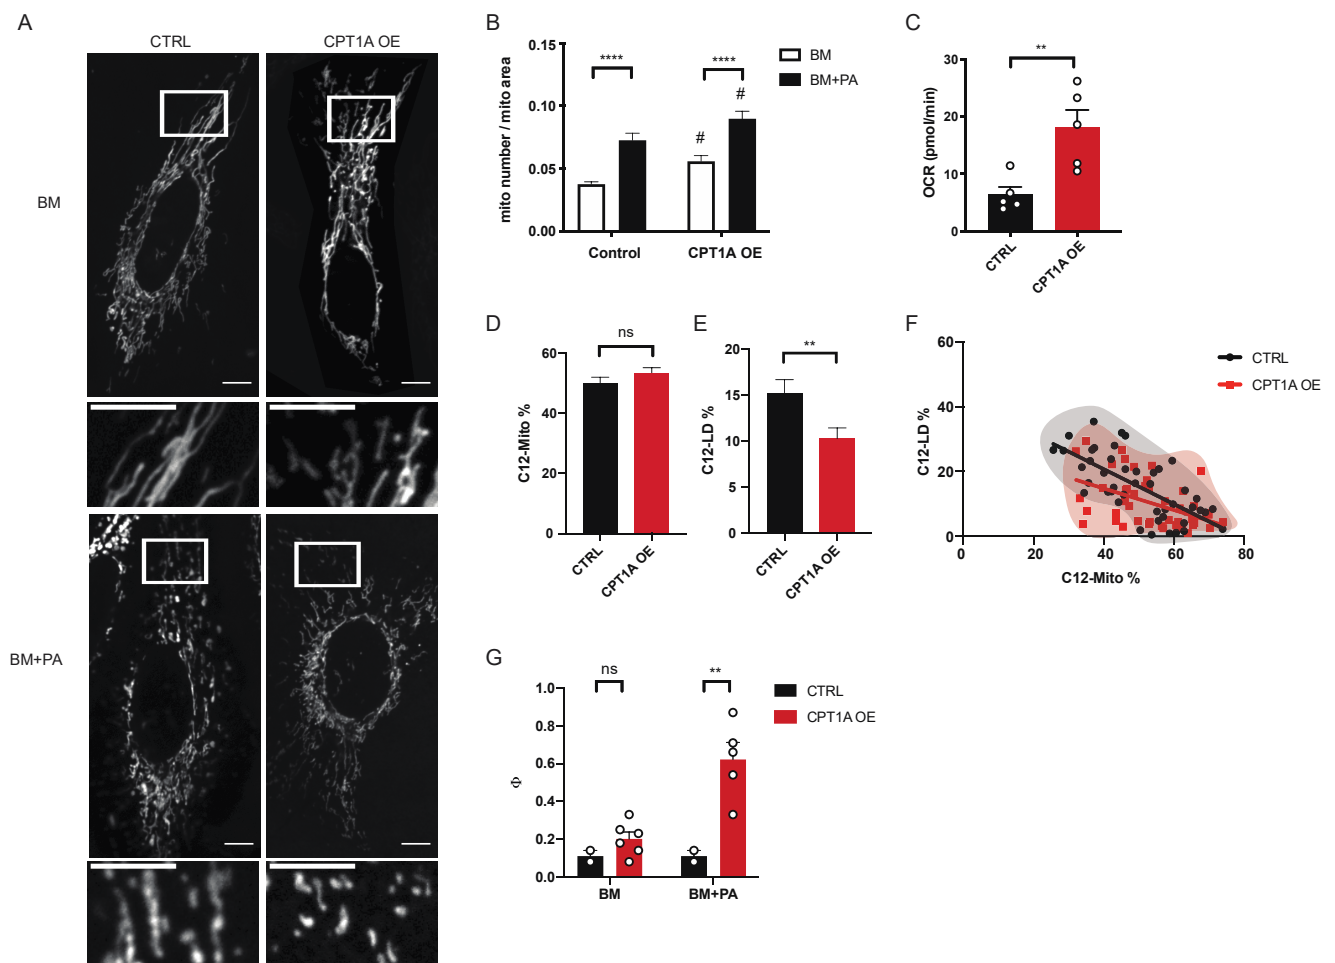 A
CTRL
CPT1A OE
BM
BM+PA
B
mito number / mito area
0.15
0.10
0.05
0.00
****
****
#
#
Control
CPT1A OE
BM
BM+PA
C
OCR (pmol/min)
30
20
10
0
**
CTRL
CPT1A OE
D
C12-Mito %
60
40
20
0
ns
CTRL
CPT1A OE
E
C12-LD %
20
15
10
5
0
**
CTRL
CPT1A OE
F
C12-LD %
60
40
20
0
0
20
40
60
80
C12-Mito %
CTRL
CPT1A OE
G
Φ
1.0
0.8
0.6
0.4
0.2
0.0
ns
**
BM
BM+PA
CTRL
CPT1A OE